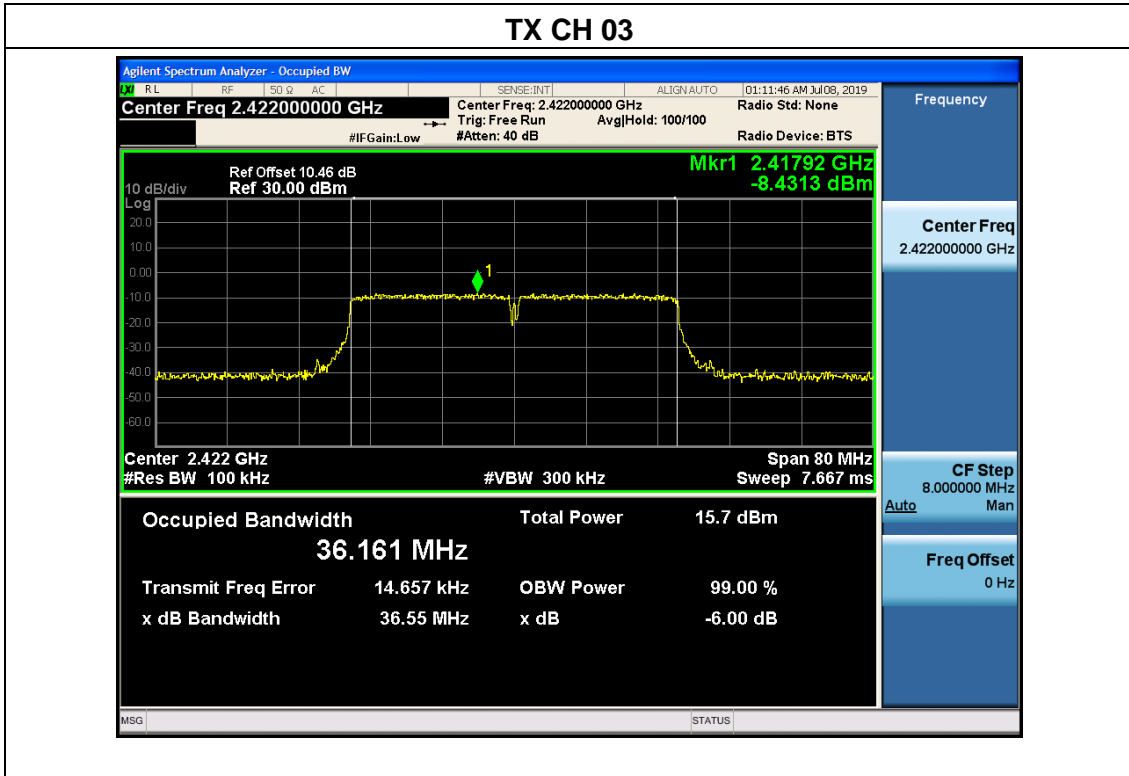 TX CH 03
Agilent Spectrum Analyzer - Occupied BW
LXI RL RF 50 Ω AC SENSE:INT ALIGN AUTO 01:11:46 AM Jul 08, 2019
Center Freq 2.422000000 GHz
Center Freq: 2.422000000 GHz
Radio Std: None
Trig: Free Run Avg|Hold: 100/100
#IFGain:Low #Atten: 40 dB Radio Device: BTS
Mkr1 2.41792 GHz
-8.4313 dBm
Ref Offset 10.46 dB
10 dB/div Ref 30.00 dBm
Log
20.0
10.0
0.00
1
-10.0
-20.0
-30.0
-40.0
-50.0
-60.0
Center 2.422 GHz Span 80 MHz
#Res BW 100 kHz #VBW 300 kHz Sweep 7.667 ms
Occupied Bandwidth Total Power 15.7 dBm
36.161 MHz
Transmit Freq Error 14.657 kHz OBW Power 99.00 %
x dB Bandwidth 36.55 MHz x dB -6.00 dB
Frequency
Center Freq
2.422000000 GHz
CF Step
8.000000 MHz
Auto Man
Freq Offset
0 Hz
MSG STATUS